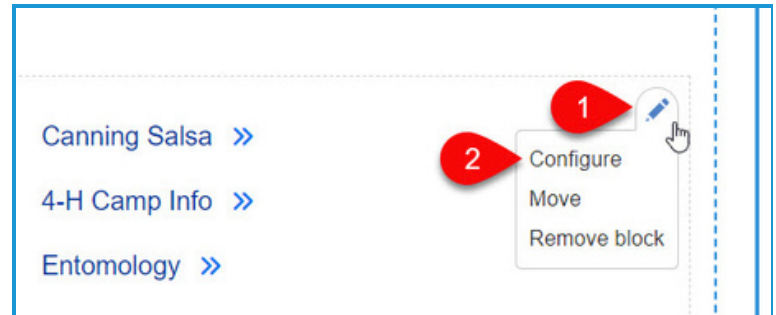 1
Canning Salsa »
2
Configure
4-H Camp Info »
Move
Remove block
Entomology »